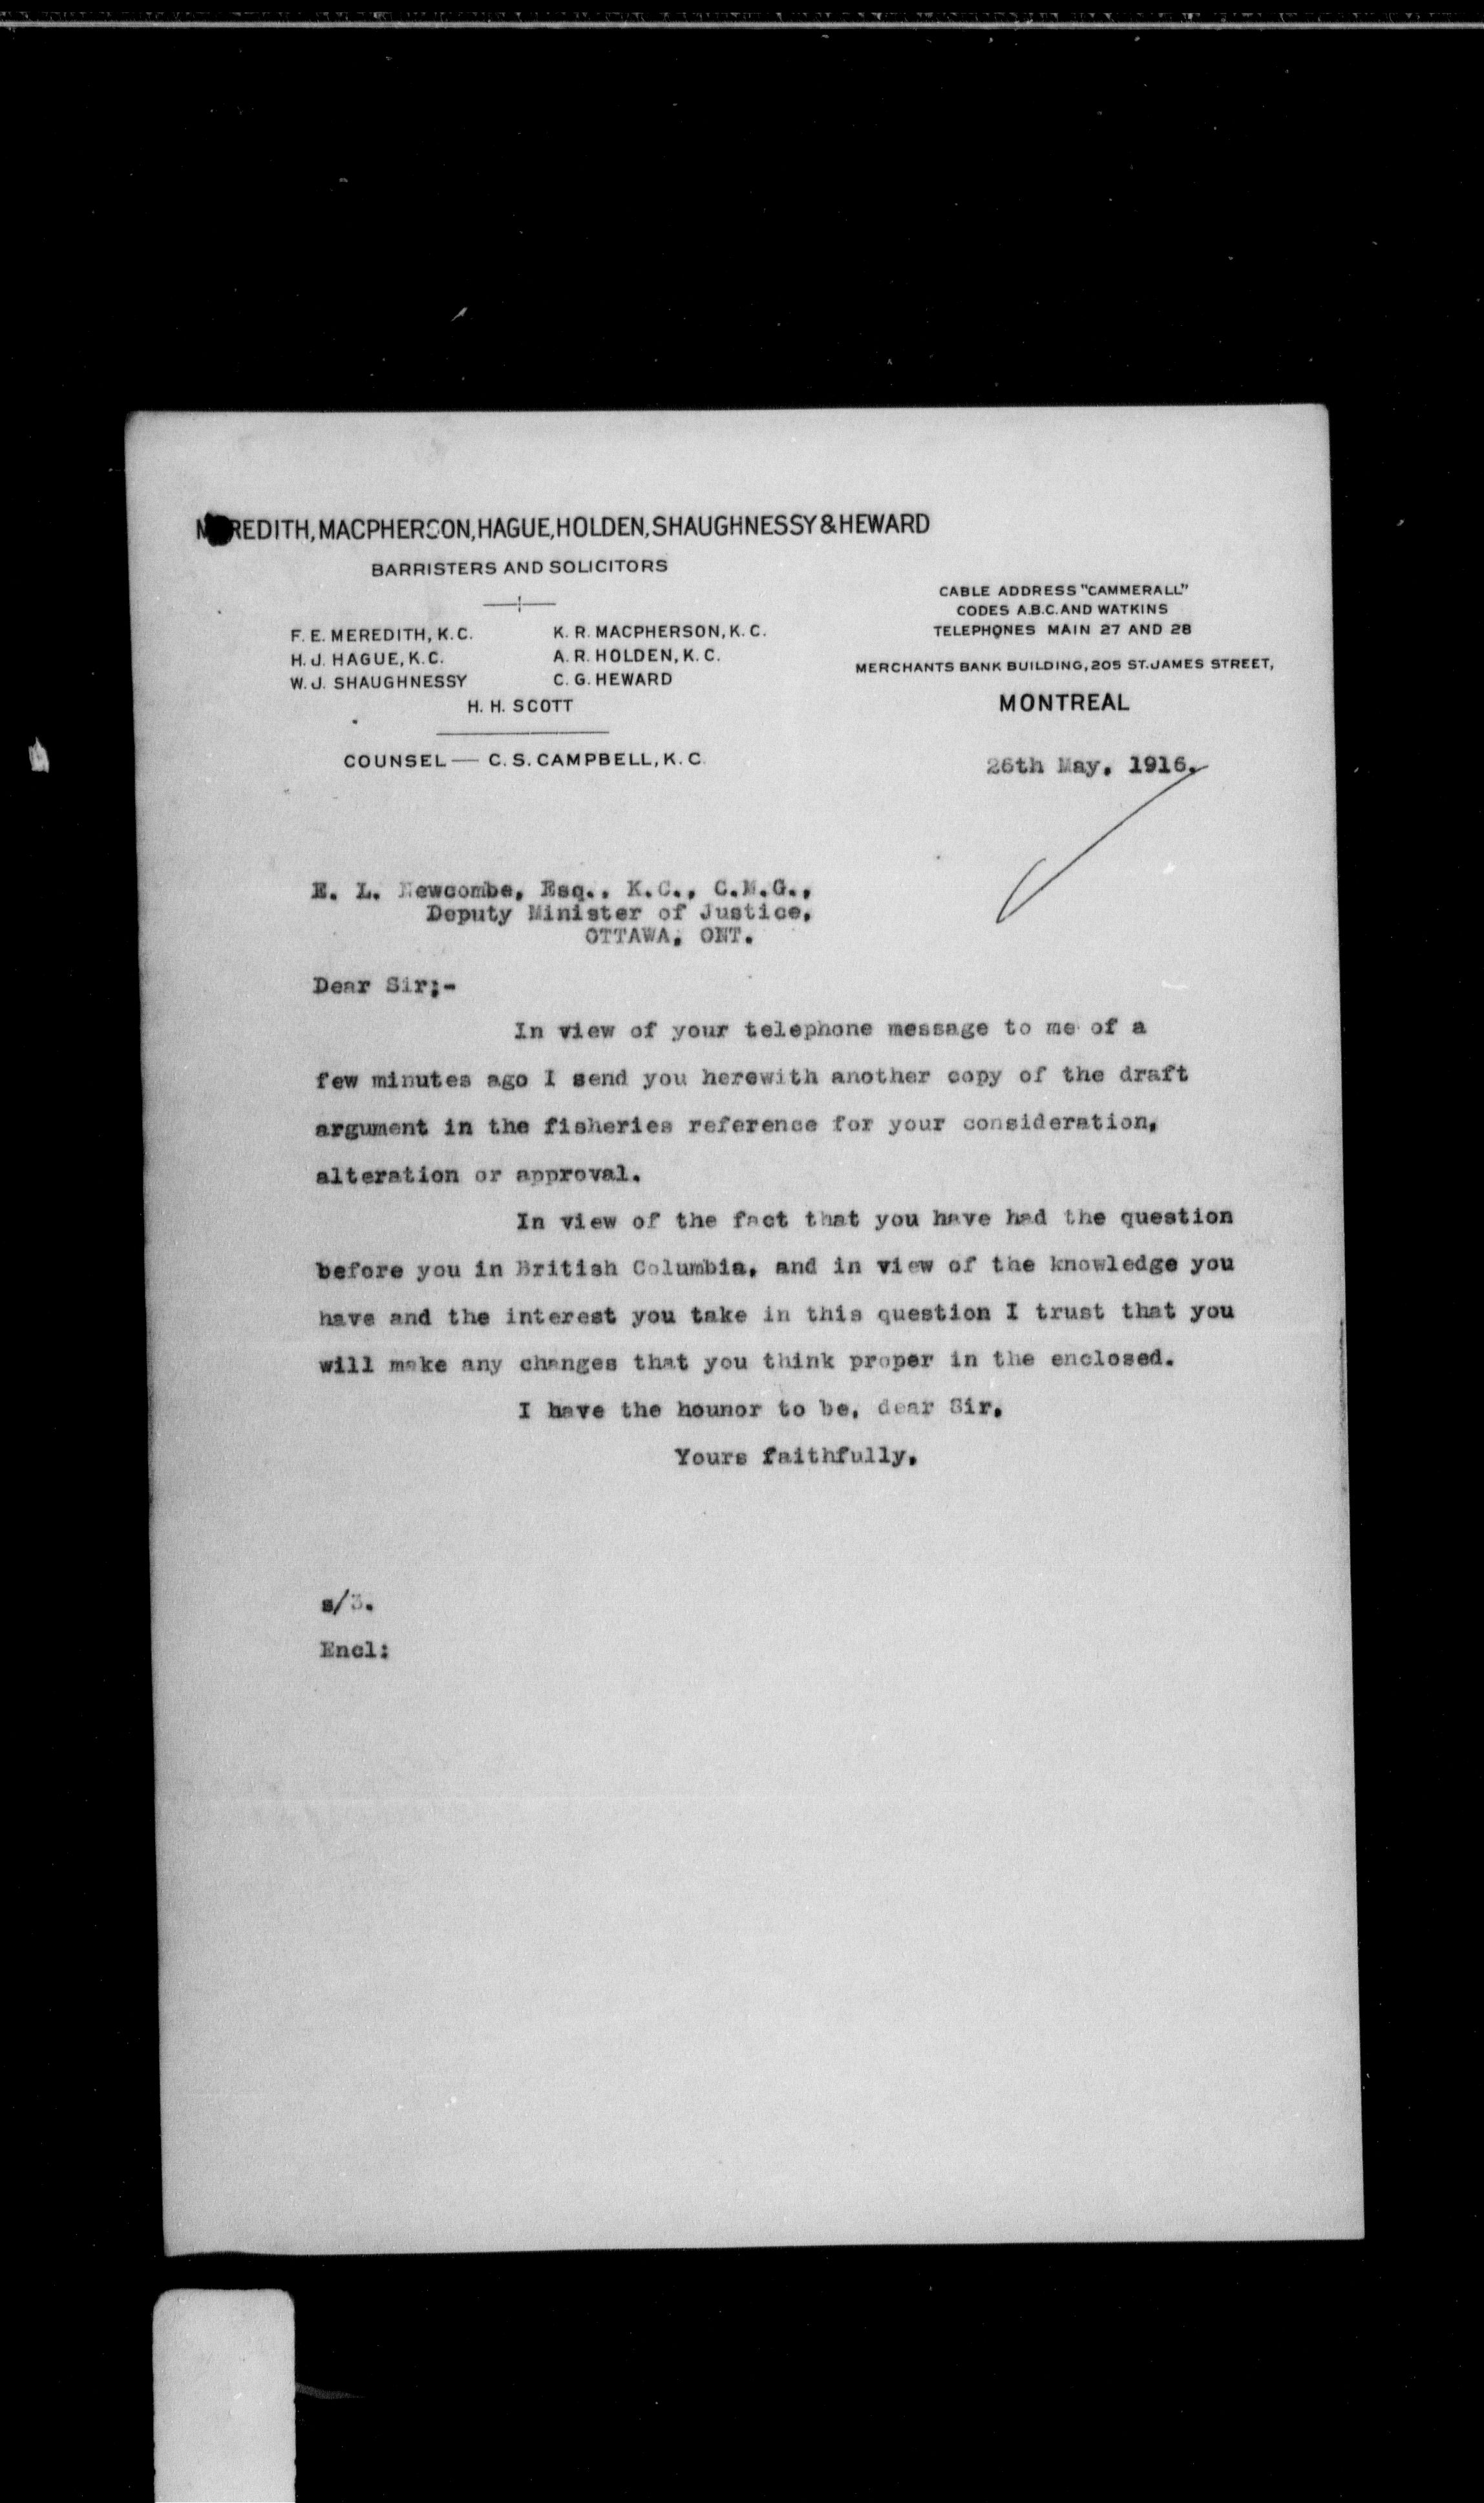 MEREDITH, MACPHERSON, HAGUE, HOLDEN, SHAUGHNESSY & HEWARD
BARRISTERS AND SOLICITORS
F. E. MEREDITH, K. C. K. R. MACPHERSON, K. C.
H. J. HAGUE, K. C. A. R. HOLDEN, K. C.
W. J. SHAUGHNESSY C. G. HEWARD
H. H. SCOTT
COUNSEL — C. S. CAMPBELL, K. C.
CABLE ADDRESS "CAMMERALL"
CODES A.B.C. AND WATKINS
TELEPHONES MAIN 27 AND 28
MERCHANTS BANK BUILDING, 205 ST. JAMES STREET,
MONTREAL
26th May, 1916.
E. L. Newcombe, Esq., K.C., C.M.G.,
Deputy Minister of Justice,
OTTAWA, ONT.
Dear Sir;-
In view of your telephone message to me of a
few minutes ago I send you herewith another copy of the draft
argument in the fisheries reference for your consideration,
alteration or approval.
In view of the fact that you have had the question
before you in British Columbia, and in view of the knowledge you
have and the interest you take in this question I trust that you
will make any changes that you think proper in the enclosed.
I have the hounor to be, dear Sir,
Yours faithfully,
s/3.
Encl: